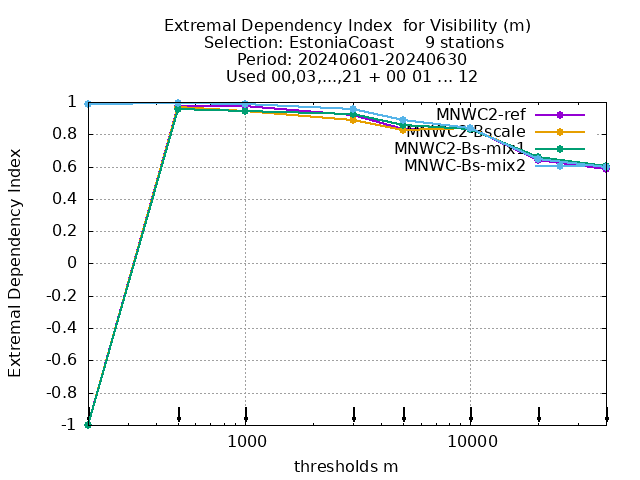 Extremal Dependency Index  for Visibility (m)
Selection: EstoniaCoast      9 stations
Period: 20240601-20240630
Used 00,03,...,21 + 00 01 ... 12
MNWC2-ref
MNWC2-Bscale
MNWC2-Bs-mix1
MNWC-Bs-mix2
Extremal Dependency Index
1
0.8
0.6
0.4
0.2
0
-0.2
-0.4
-0.6
-0.8
-1
1000
10000
thresholds m